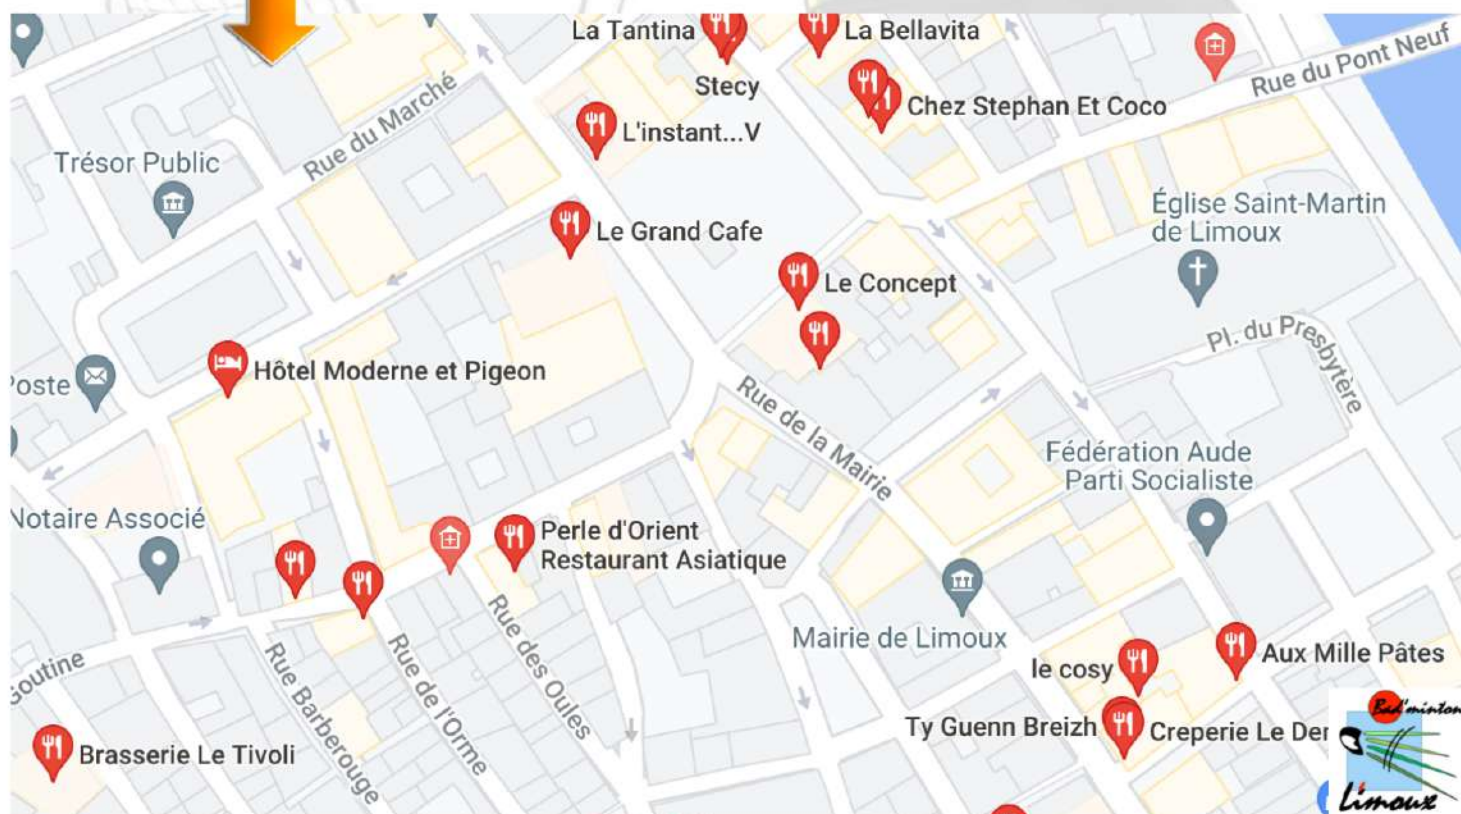 La Tantina
La Bellavita
Rue du Pont Neuf
Stecy
Chez Stephan Et Coco
L'instant...V
Rue du Marché
Trésor Public
Église Saint-Martin
de Limoux
Le Grand Cafe
Le Concept
Pl. du Presbytère
Hôtel Moderne et Pigeon
Poste
Rue de la Mairie
Fédération Aude
Parti Socialiste
Notaire Associé
Perle d'Orient
Restaurant Asiatique
Mairie de Limoux
Goutine
Rue Barberouge
Rue de l'Orme
Rue des Oules
le cosy
Aux Mille Pâtes
Ty Guenn Breizh
Creperie Le Der
Brasserie Le Tivoli
Bad'minton
Limoux